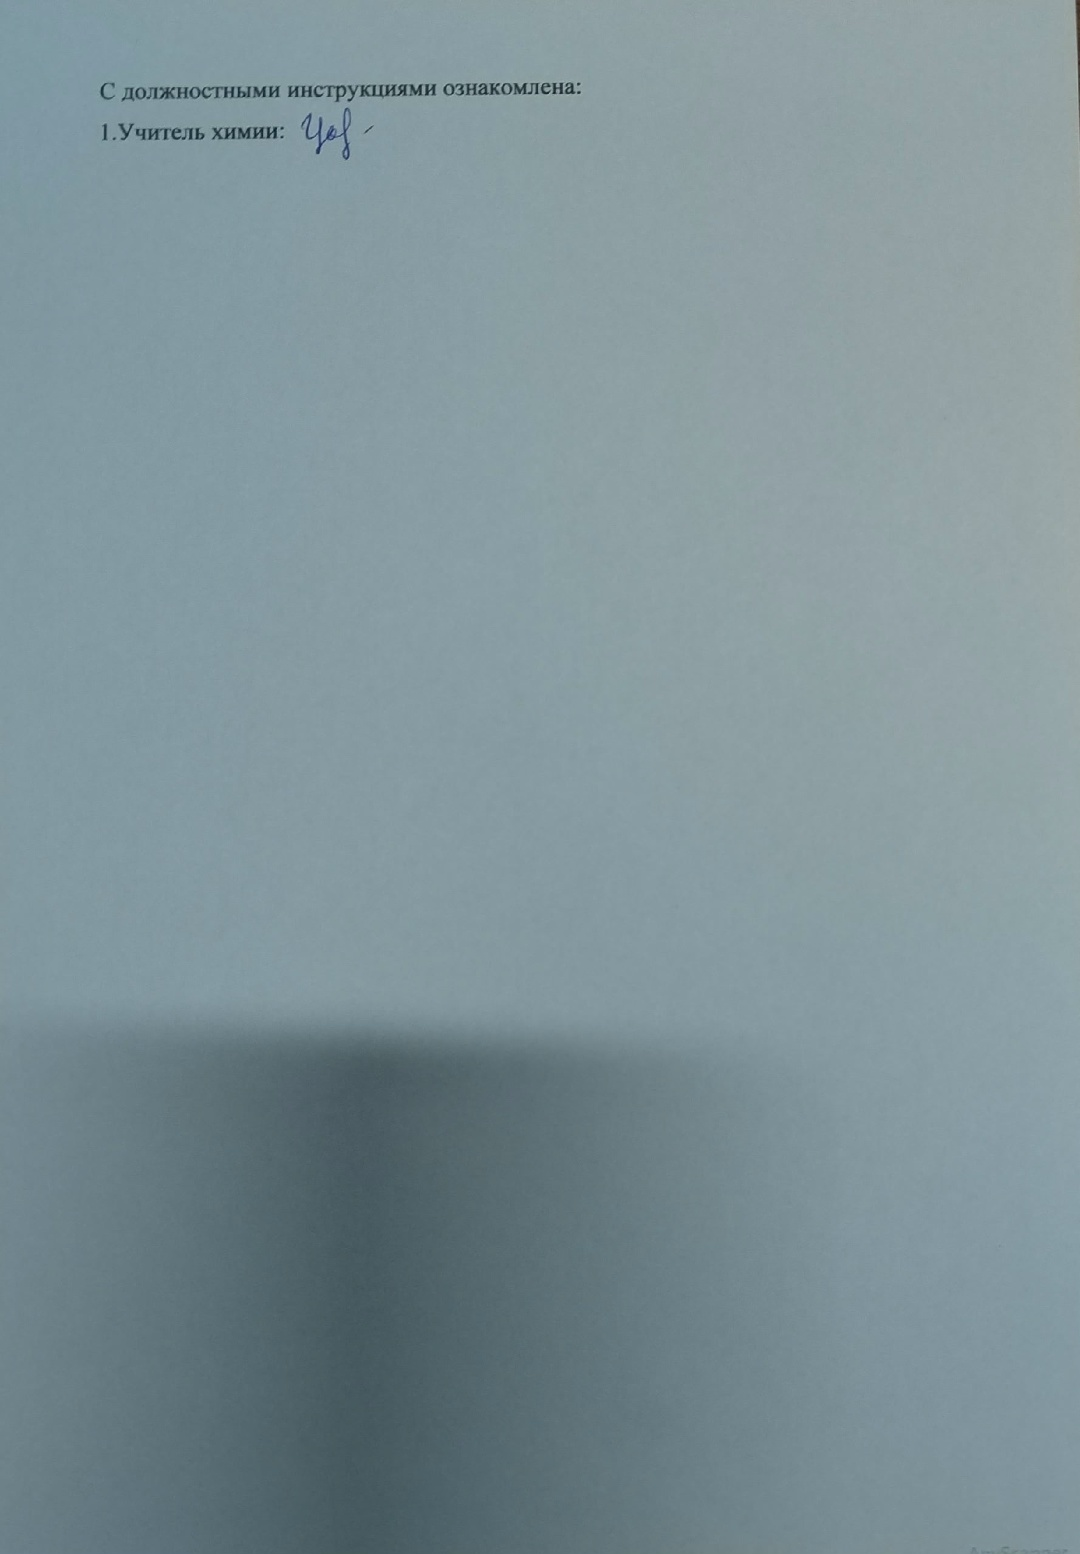 С должностными инструкциями ознакомлена:
1.Учитель химии: